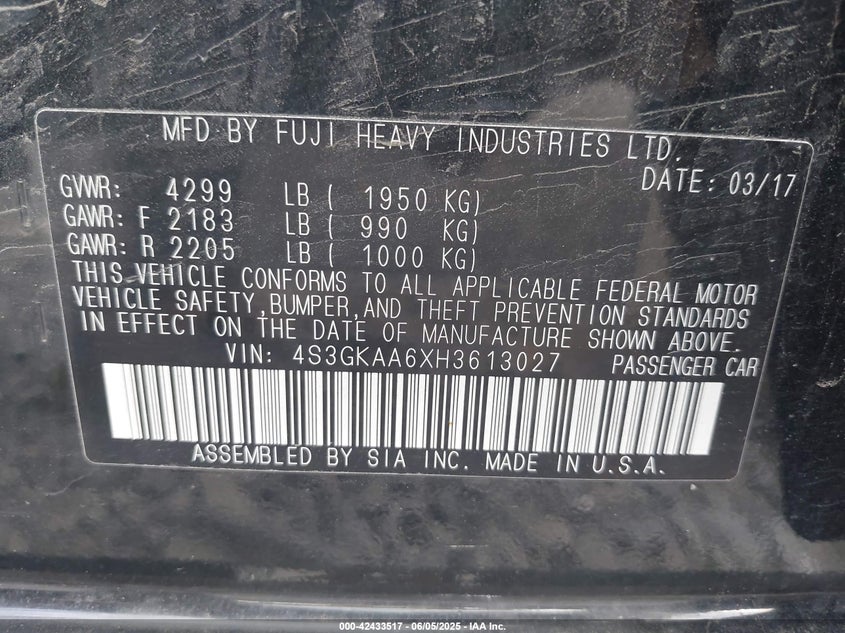 MFD BY FUJI HEAVY INDUSTRIES LTD.
DATE: 03/17
GVWR: 4299 LB ( 1950 KG)
GAWR: F 2183 LB ( 990 KG)
GAWR: R 2205 LB ( 1000 KG)
THIS VEHICLE CONFORMS TO ALL APPLICABLE FEDERAL MOTOR
VEHICLE SAFETY,BUMPER,AND THEFT PREVENTION STANDARDS
IN EFFECT ON THE DATE OF MANUFACTURE SHOWN ABOVE.
VIN: 4S3GKAA6XH3613027 PASSENGER CAR
ASSEMBLED BY SIA INC. MADE IN U.S.A.
000-42433517 - 06/05/2025 - IAA Inc.